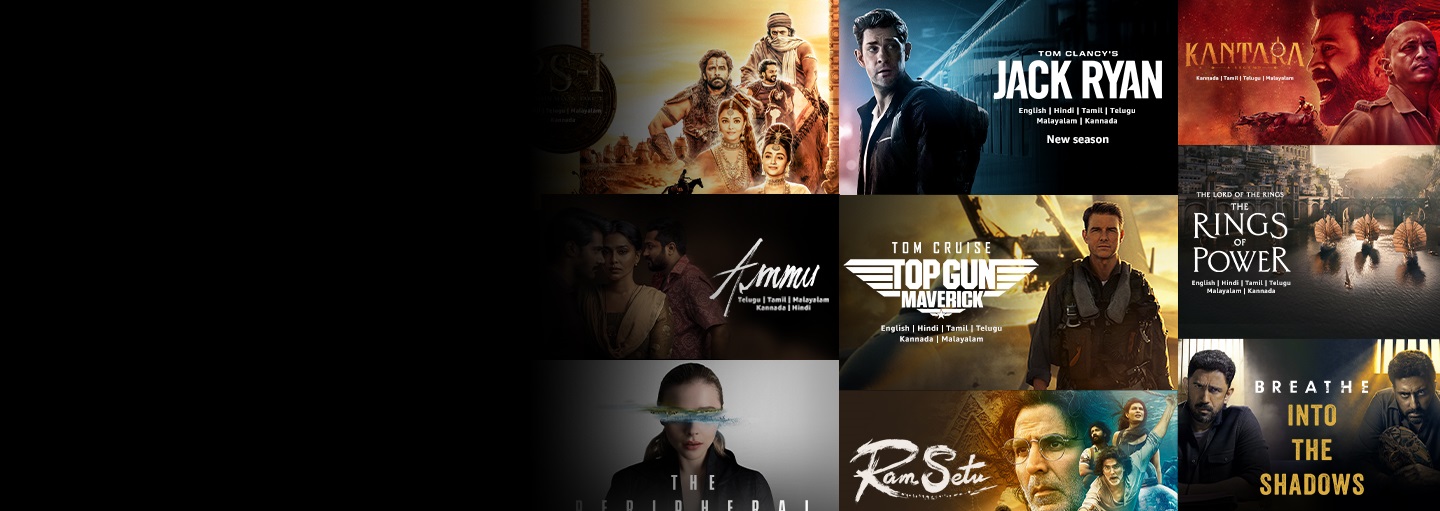 PS-I
TOM CLANCY'S
JACK RYAN
English | Hindi | Tamil | Telugu
Malayalam | Kannada
New season
KANTARA
Kannada | Tamil | Telugu | Malayalam
Ammu
Telugu | Tamil | Malayalam
Kannada | Hindi
TOM CRUISE
TOP GUN
MAVERICK
English | Hindi | Tamil | Telugu
Kannada | Malayalam
THE LORD OF THE RINGS
THE
RINGS
OF
POWER
English | Hindi | Tamil | Telugu
Malayalam | Kannada
THE
PERIPHERAL
Ram Setu
BREATHE
INTO
THE
SHADOWS